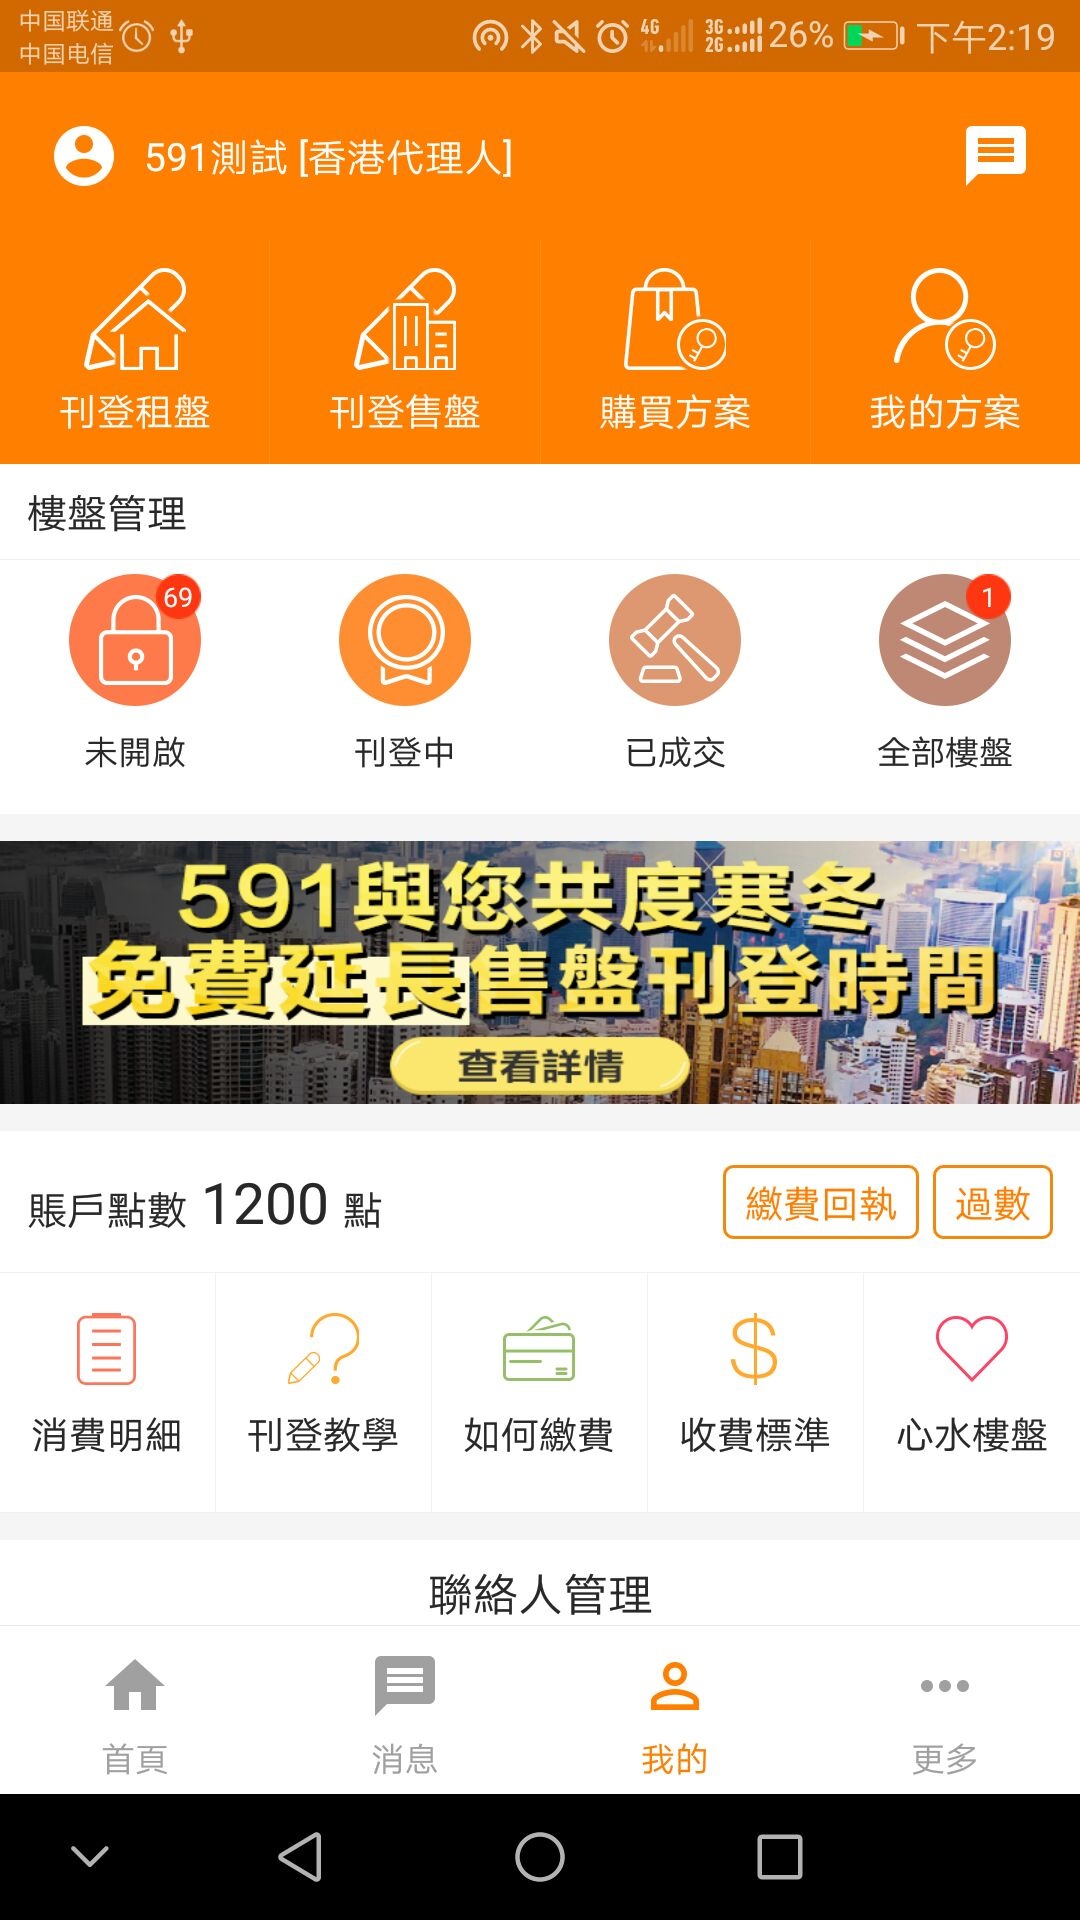 中国联通
中国电信
4G 3G 2G 26% 下午2:19
591測試 [香港代理人]
刊登租盤 刊登售盤 購買方案 我的方案
樓盤管理
69 1
未開啟 刊登中 已成交 全部樓盤
591與您共度寒冬
免費延長售盤刊登時間
查看詳情
賬戶點數 1200 點 繳費回執 過數
消費明細 刊登教學 如何繳費 收費標準 心水樓盤
聯絡人管理
首頁 消息 我的 更多